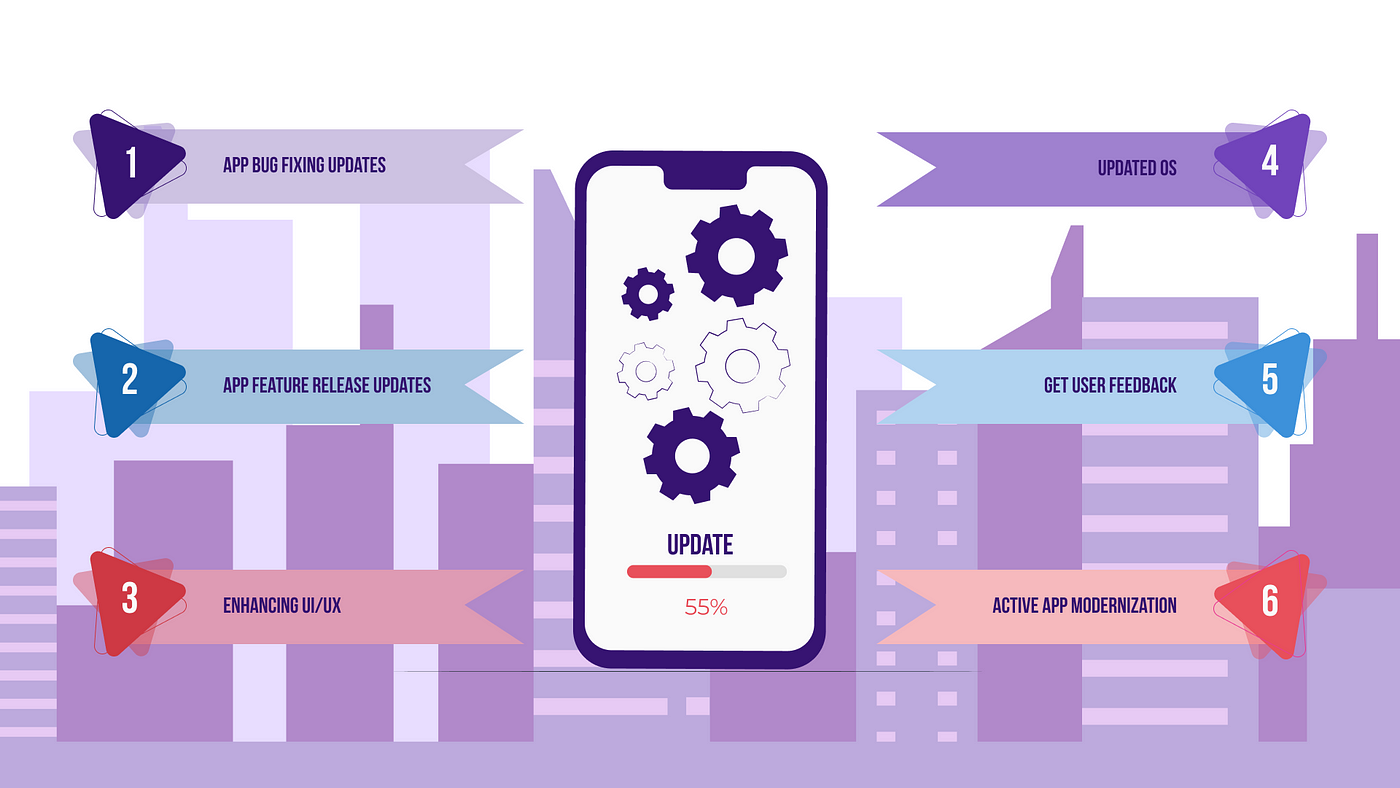 1
APP BUG FIXING UPDATES
2
APP FEATURE RELEASE UPDATES
3
ENHANCING UI/UX
UPDATE
55%
4
UPDATED OS
5
GET USER FEEDBACK
6
ACTIVE APP MODERNIZATION